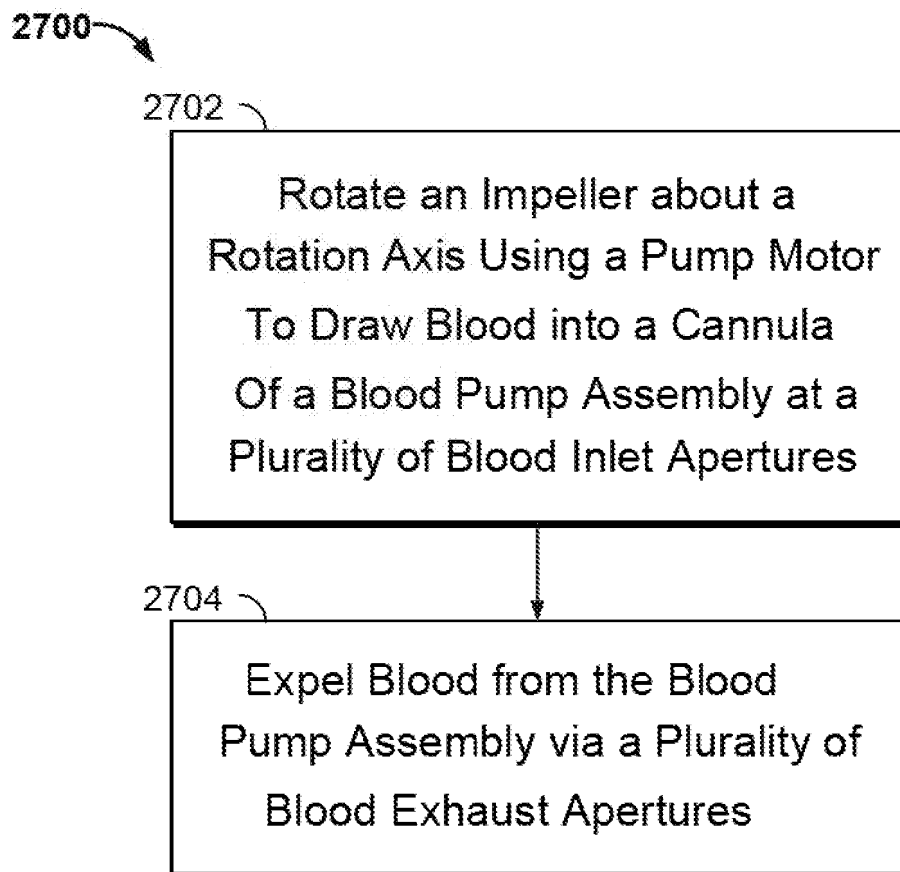 2700
2702
Rotate an Impeller about a
Rotation Axis Using a Pump Motor
To Draw Blood into a Cannula
Of a Blood Pump Assembly at a
Plurality of Blood Inlet Apertures
2704
Expel Blood from the Blood
Pump Assembly via a Plurality of
Blood Exhaust Apertures